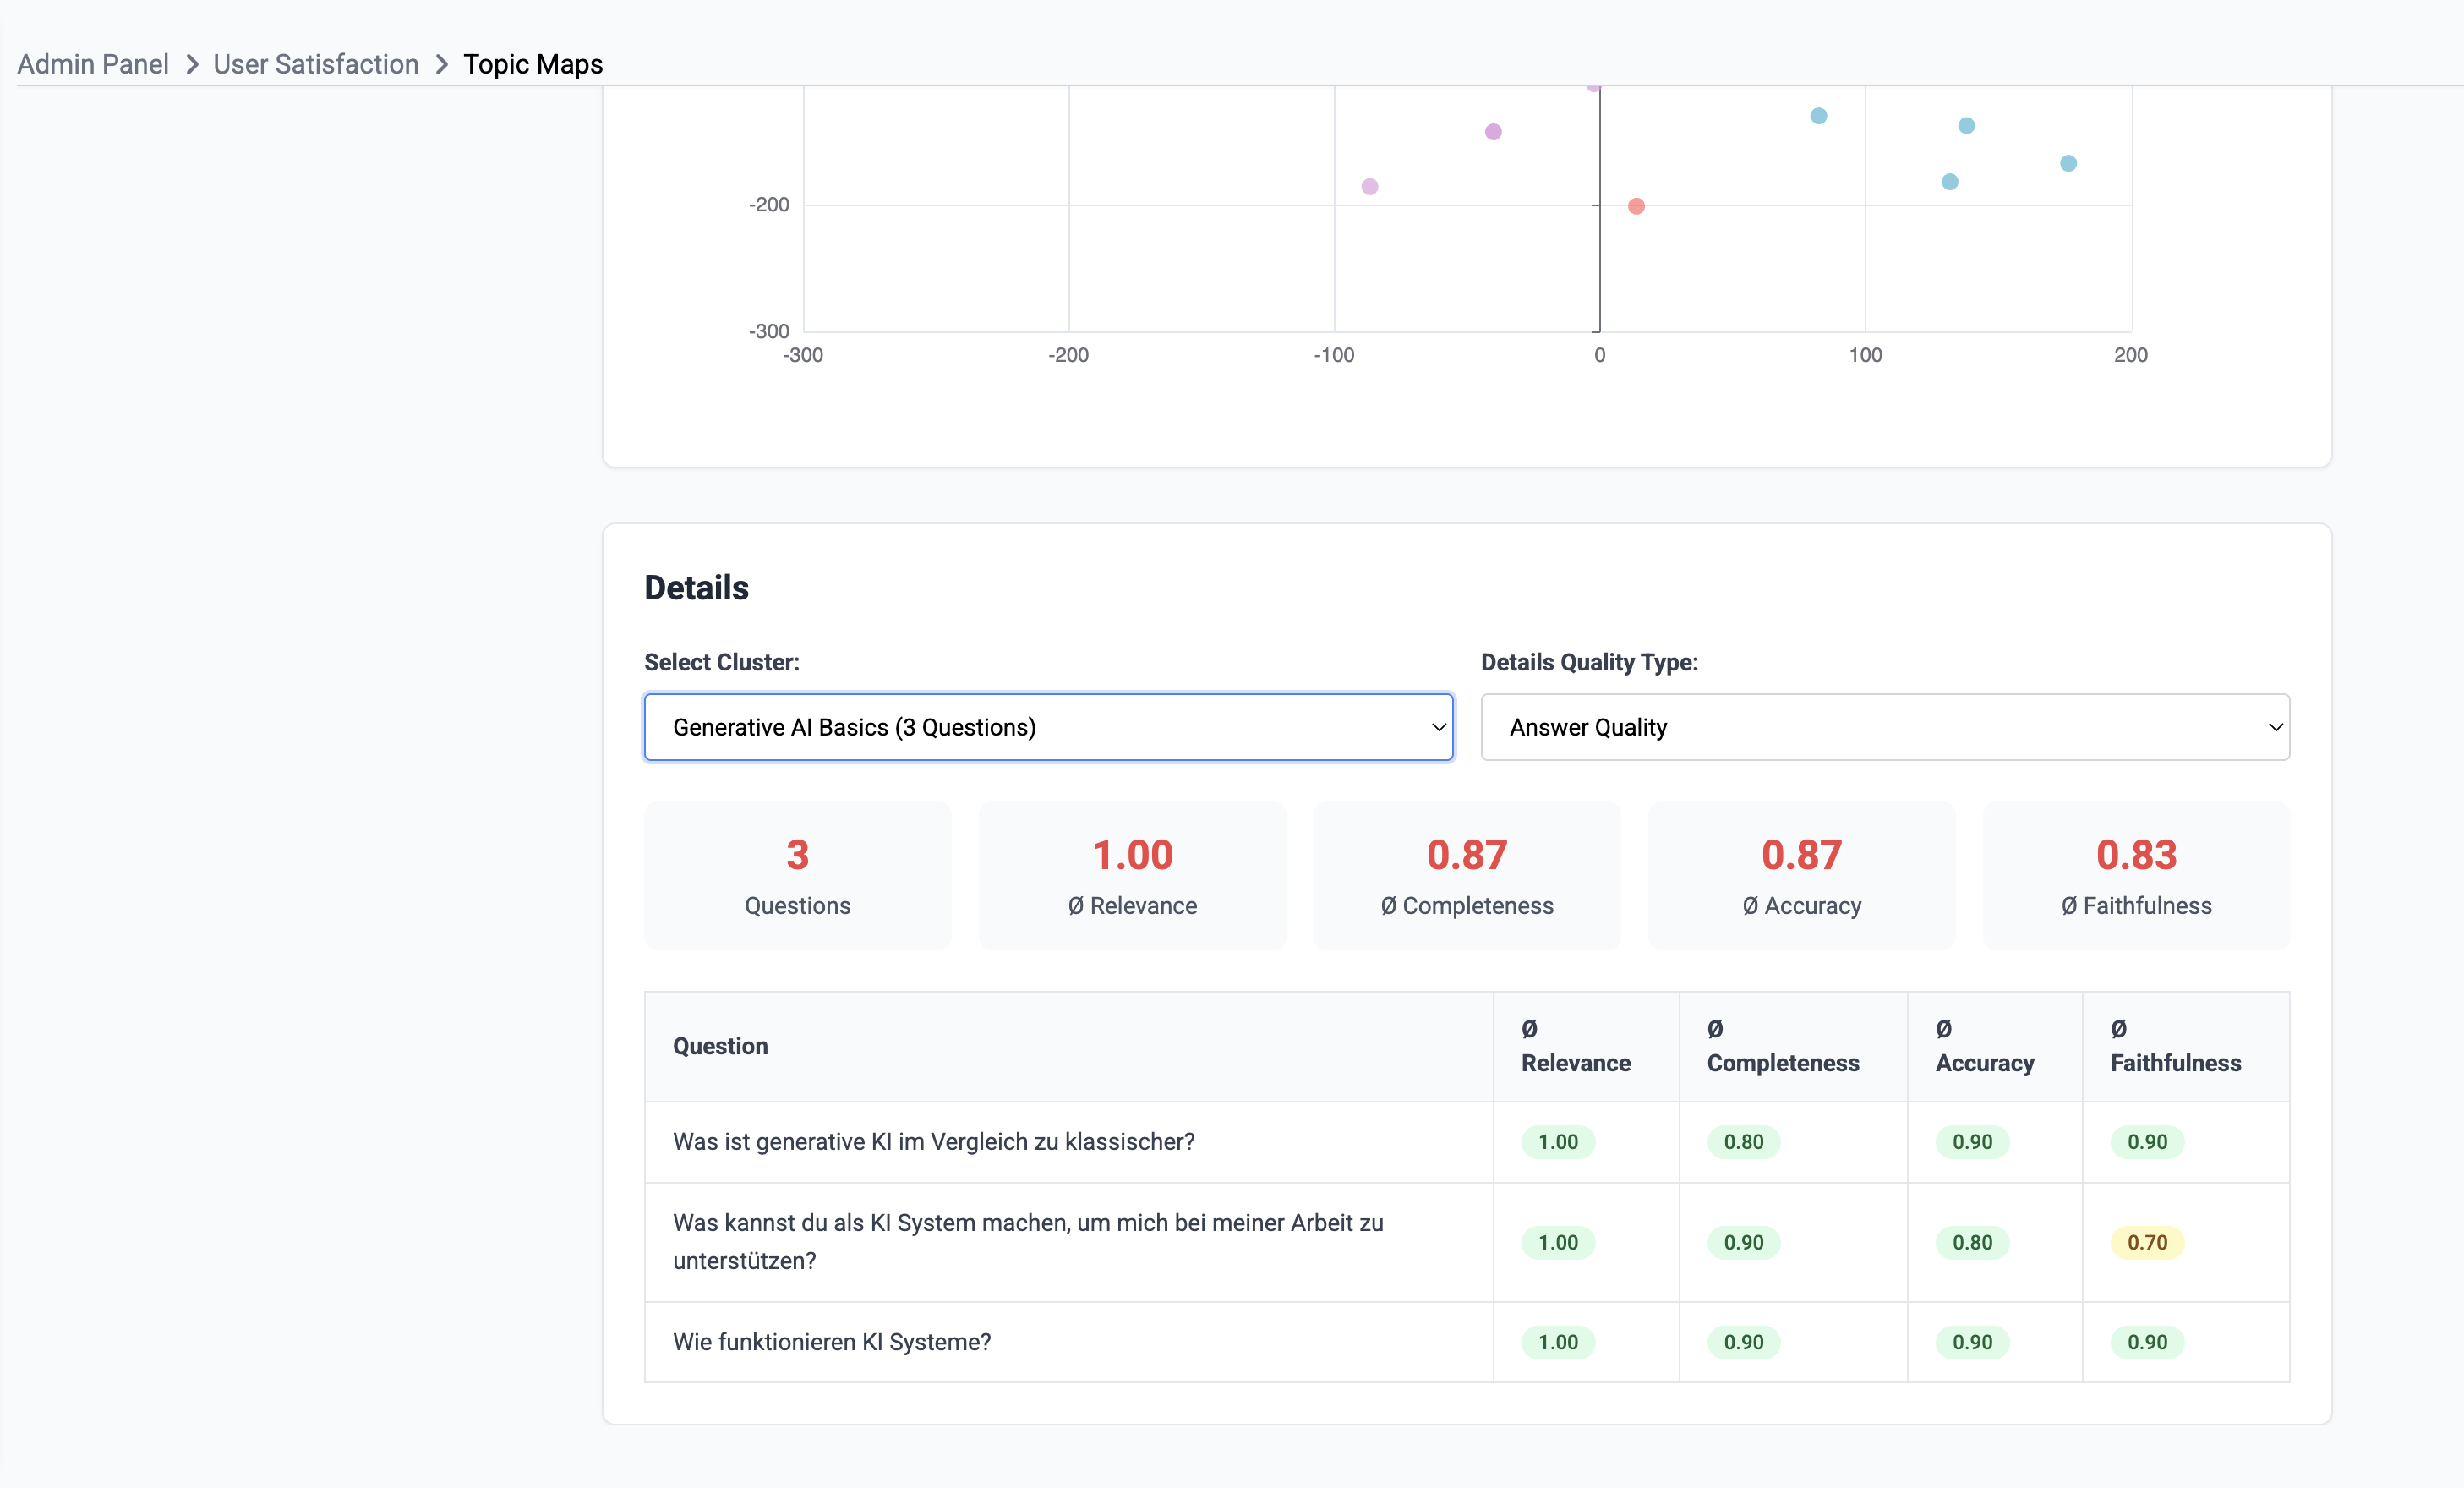 Admin Panel > User Satisfaction > Topic Maps
-200
-300
-300 -200 -100 0 100 200
Details
Select Cluster: Details Quality Type:
Generative AI Basics (3 Questions) Answer Quality
3 1.00 0.87 0.87 0.83
Questions Ø Relevance Ø Completeness Ø Accuracy Ø Faithfulness
Question Ø Relevance Ø Completeness Ø Accuracy Ø Faithfulness
Was ist generative KI im Vergleich zu klassischer? 1.00 0.80 0.90 0.90
Was kannst du als KI System machen, um mich bei meiner Arbeit zu
unterstützen? 1.00 0.90 0.80 0.70
Wie funktionieren KI Systeme? 1.00 0.90 0.90 0.90